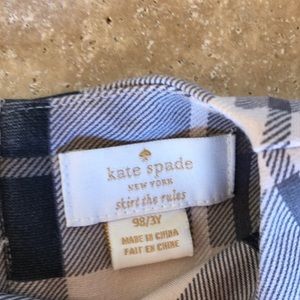 kate spade
NEW YORK
skirt the rules
98/3Y
MADE IN CHINA
FAIT EN CHINE